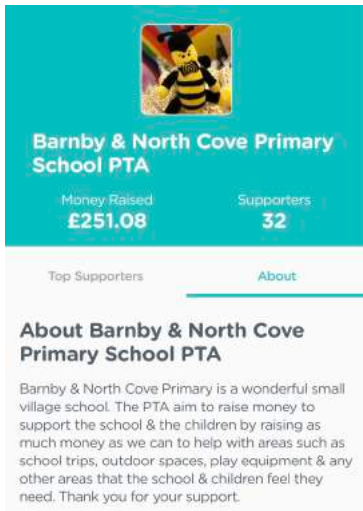 Barnby & North Cove Primary
School PTA
Money Raised
Supporters
£251.08
32
Top Supporters
About
About Barnby & North Cove
Primary School PTA
Barnby & North Cove Primary is a wonderful small
village school. The PTA aim to raise money to
support the school & the children by raising as
much money as we can to help with areas such as
school trips, outdoor spaces, play equipment & any
other areas that the school & children feel they
need. Thank you for your support.